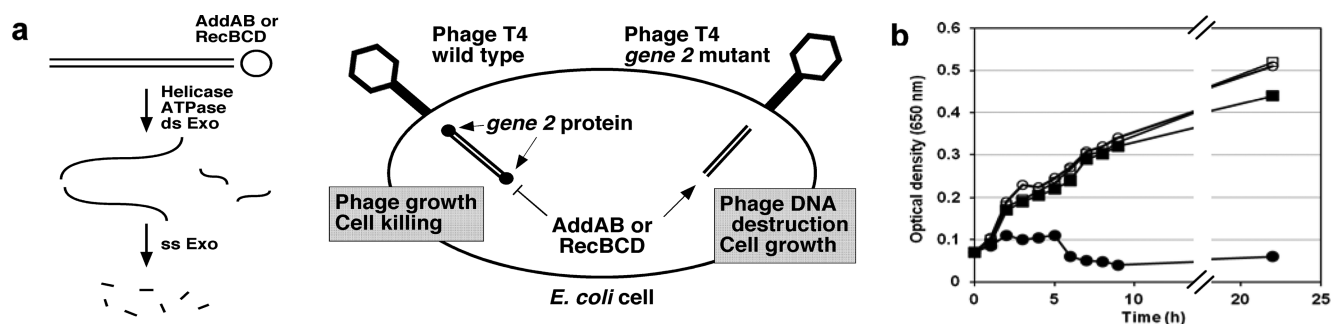 a
AddAB or
RecBCD
Helicase
ATPase
ds Exo
ss Exo
Phage T4
wild type
Phage T4
gene 2 mutant
gene 2 protein
Phage growth
Cell killing
AddAB or
RecBCD
Phage DNA
destruction
Cell growth
E. coli cell
b
Optical density (650 nm)
0.6
0.5
0.4
0.3
0.2
0.1
0
0 5 10 20 25
Time (h)